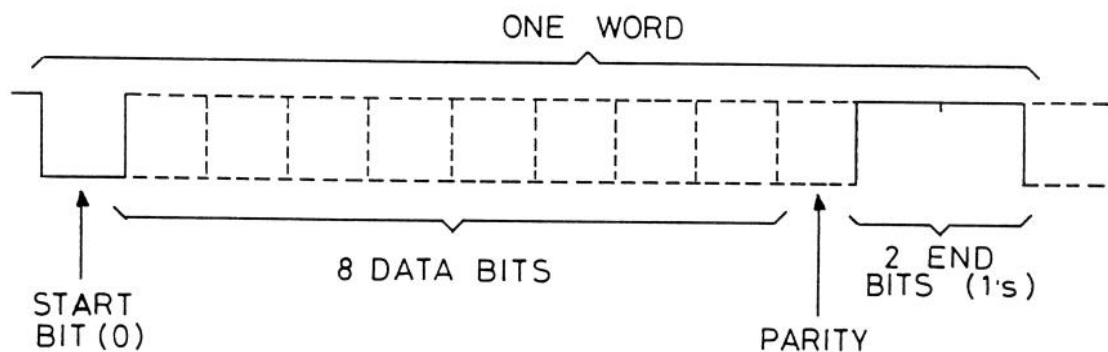 ONE WORD
8 DATA BITS
2 END
BITS (1's)
START
BIT (0)
PARITY